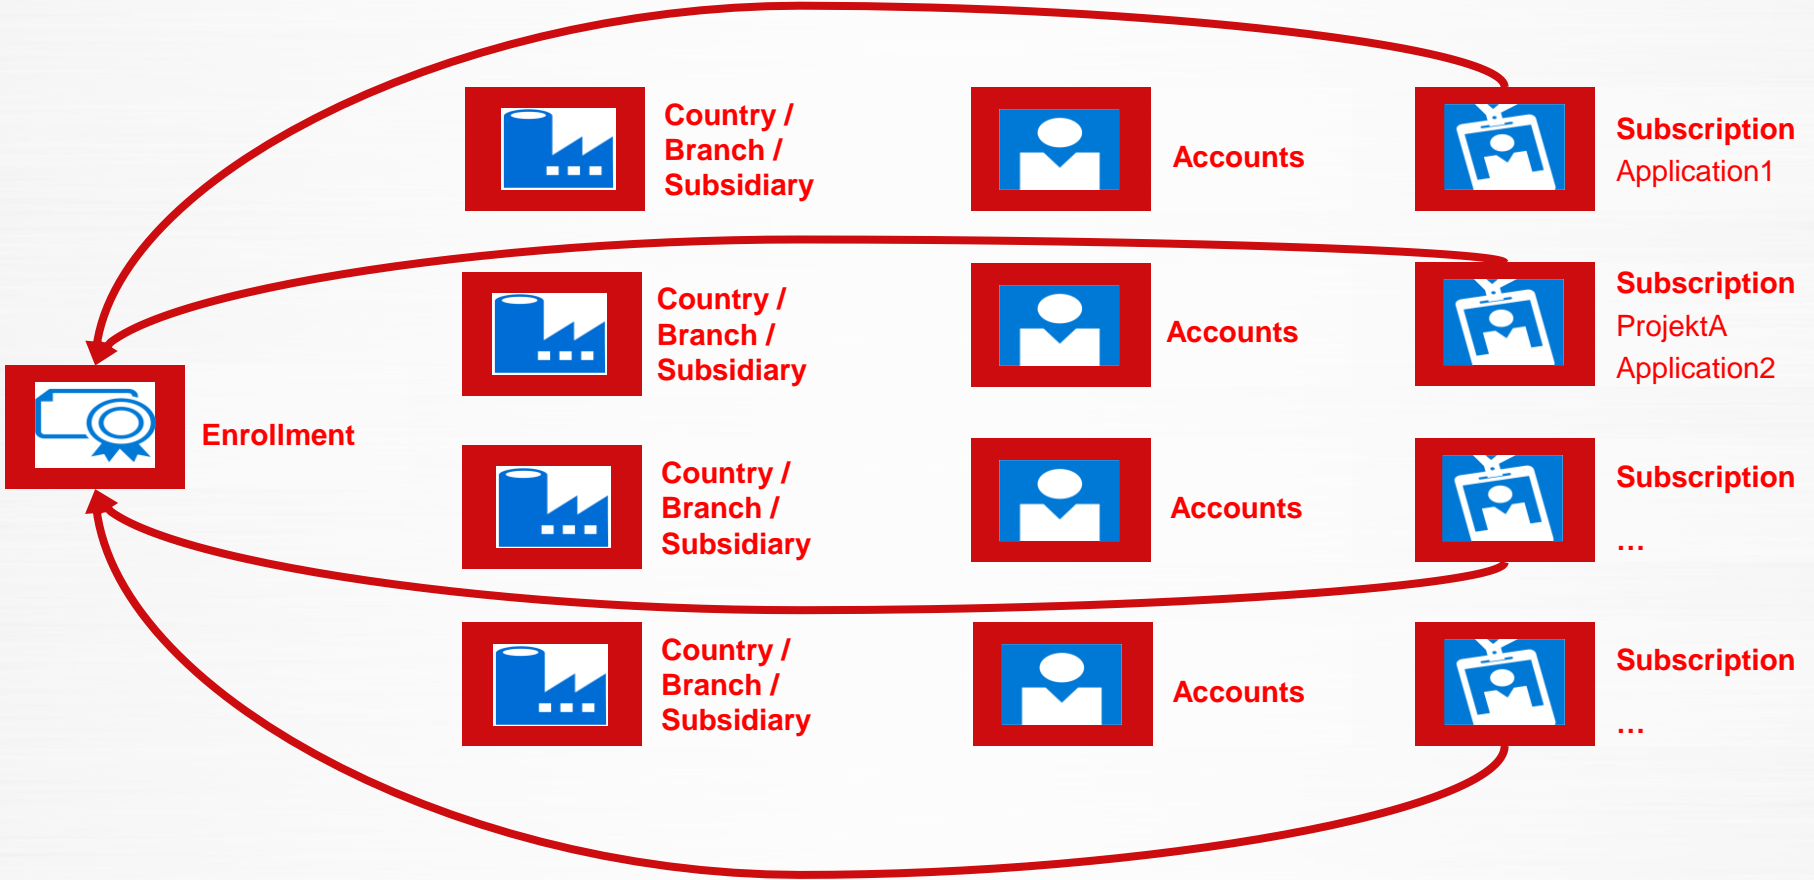 Country /
Branch /
Subsidiary
Accounts
Subscription
Application1
Country /
Branch /
Subsidiary
Accounts
Subscription
ProjektA
Application2
Enrollment
Country /
Branch /
Subsidiary
Accounts
Subscription
...
Country /
Branch /
Subsidiary
Accounts
Subscription
...